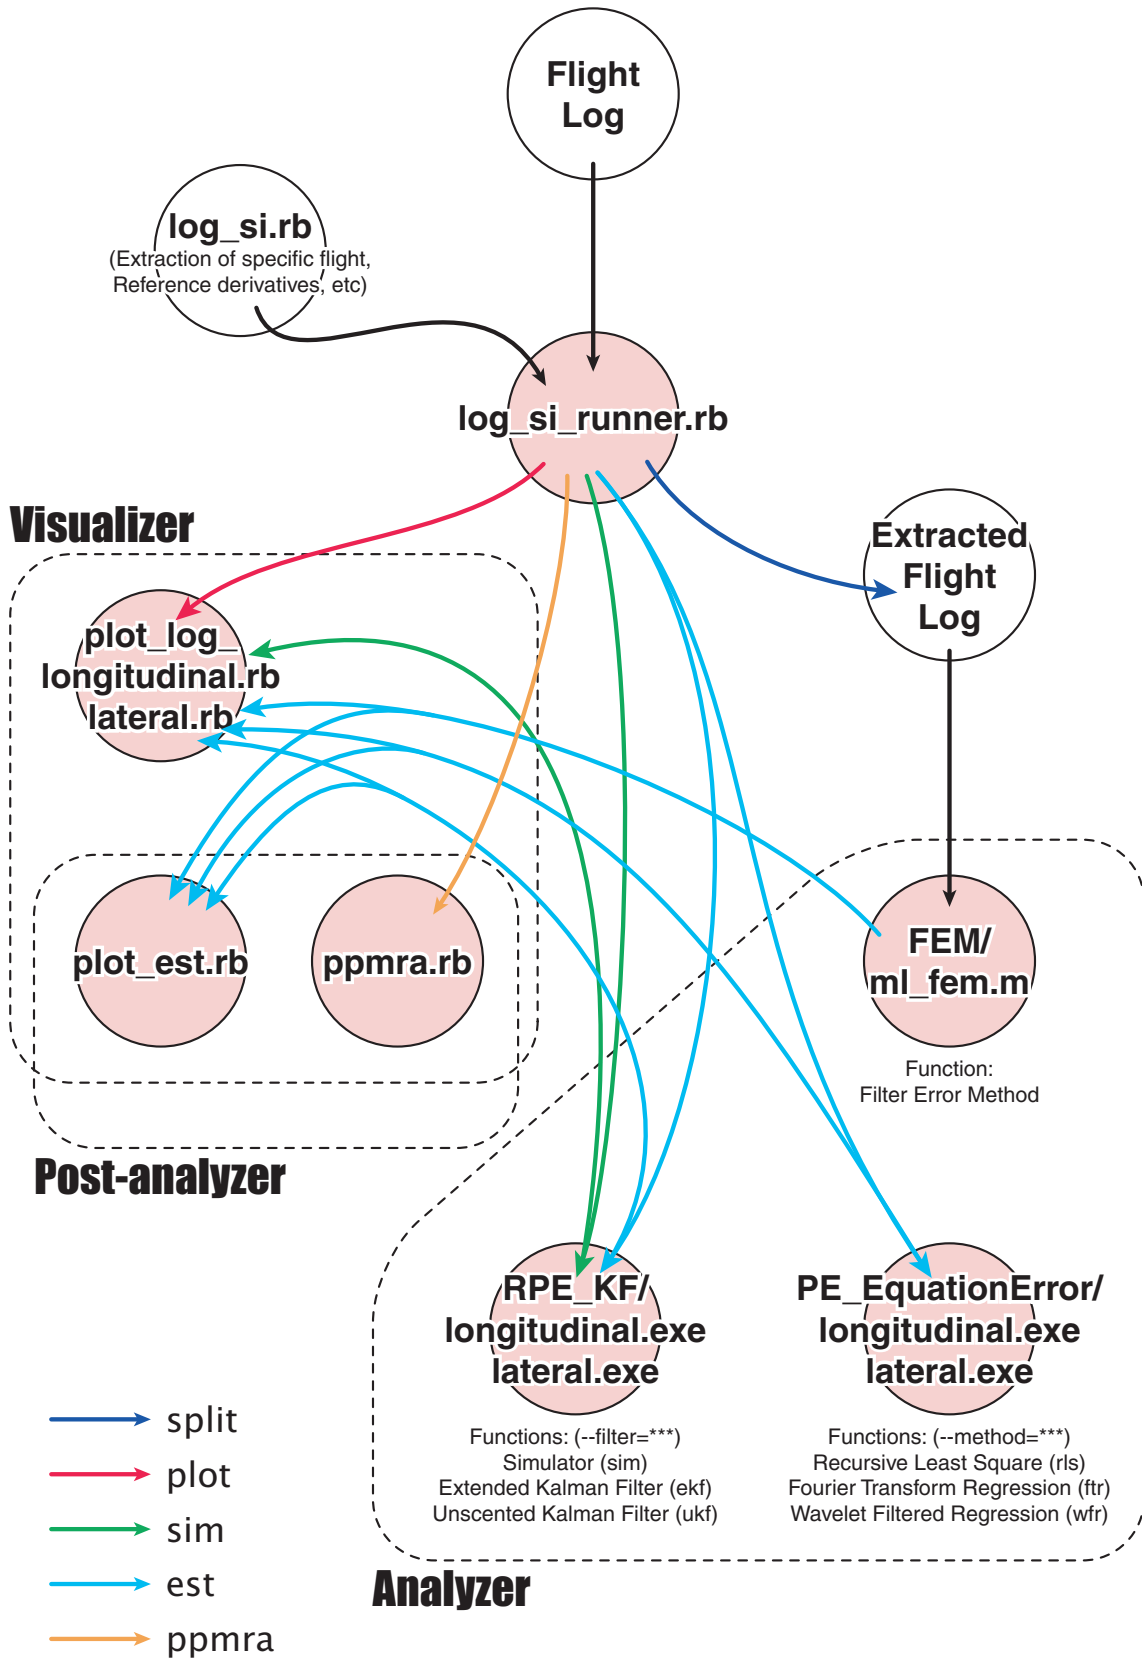 Flight
Log
log_si.rb
(Extraction of specific flight,
Reference derivatives, etc)
log_si_runner.rb
Visualizer
Extracted
Flight
Log
plot_log_
longitudinal.rb
lateral.rb
plot_est.rb
ppmra.rb
FEM/
ml_fem.m
Function:
Filter Error Method
Post-analyzer
RPE_KF/
longitudinal.exe
lateral.exe
Functions: (--filter=***)
Simulator (sim)
Extended Kalman Filter (ekf)
Unscented Kalman Filter (ukf)
PE_EquationError/
longitudinal.exe
lateral.exe
Functions: (--method=***)
Recursive Least Square (rls)
Fourier Transform Regression (ftr)
Wavelet Filtered Regression (wfr)
Analyzer
split
plot
sim
est
ppmra